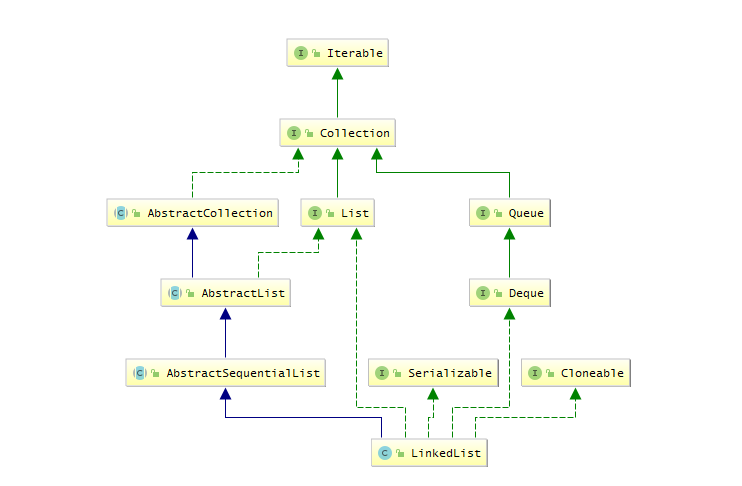 I Iterable
I Collection
C AbstractCollection
I List
I Queue
C AbstractList
I Deque
C AbstractSequentialList
I Serializable
I Cloneable
C LinkedList